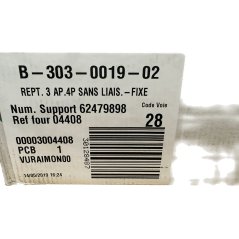 B-303-0019-02
REPT. 3 AP.4P SANS LIAIS.-FIXE
Num. Support 62479898
Code Voie
Ref four 04408
28
00003004408
PCB 1
VURAIMON00